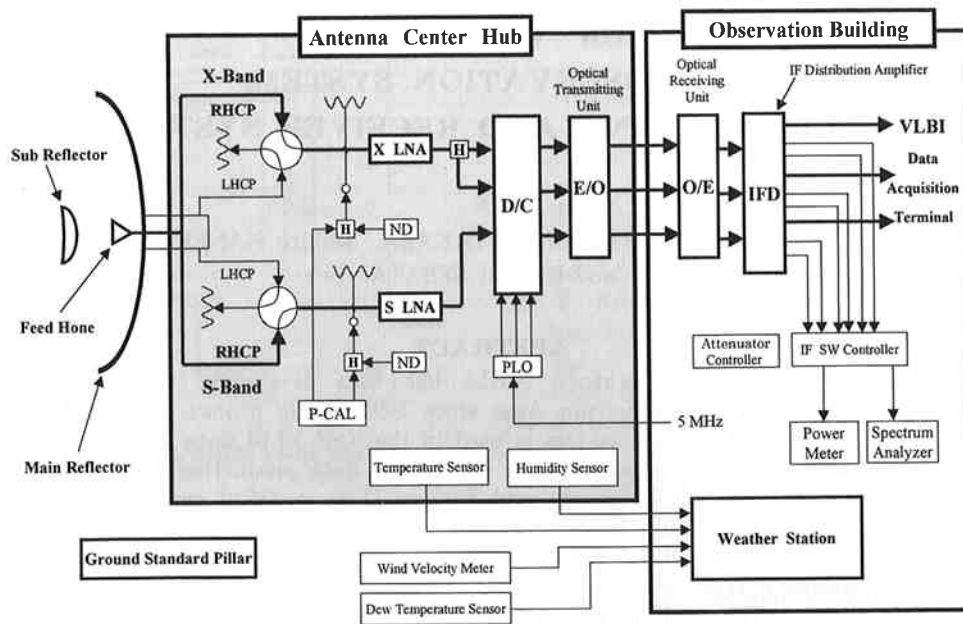 Antenna Center Hub
Observation Building
X-Band
RHCP
LHCP
Sub Reflector
Feed Hone
Main Reflector
LHCP
RHCP
S-Band
X LNA
H
H
ND
S LNA
H
ND
P-CAL
D/C
PLO
Optical
Transmitting
Unit
E/O
Optical
Receiving
Unit
O/E
IF Distribution Amplifier
IFD
VLBI
Data
Acquisition
Terminal
Attenuator
Controller
IF SW Controller
5 MHz
Power
Meter
Spectrum
Analyzer
Temperature Sensor
Humidity Sensor
Weather Station
Ground Standard Pillar
Wind Velocity Meter
Dew Temperature Sensor